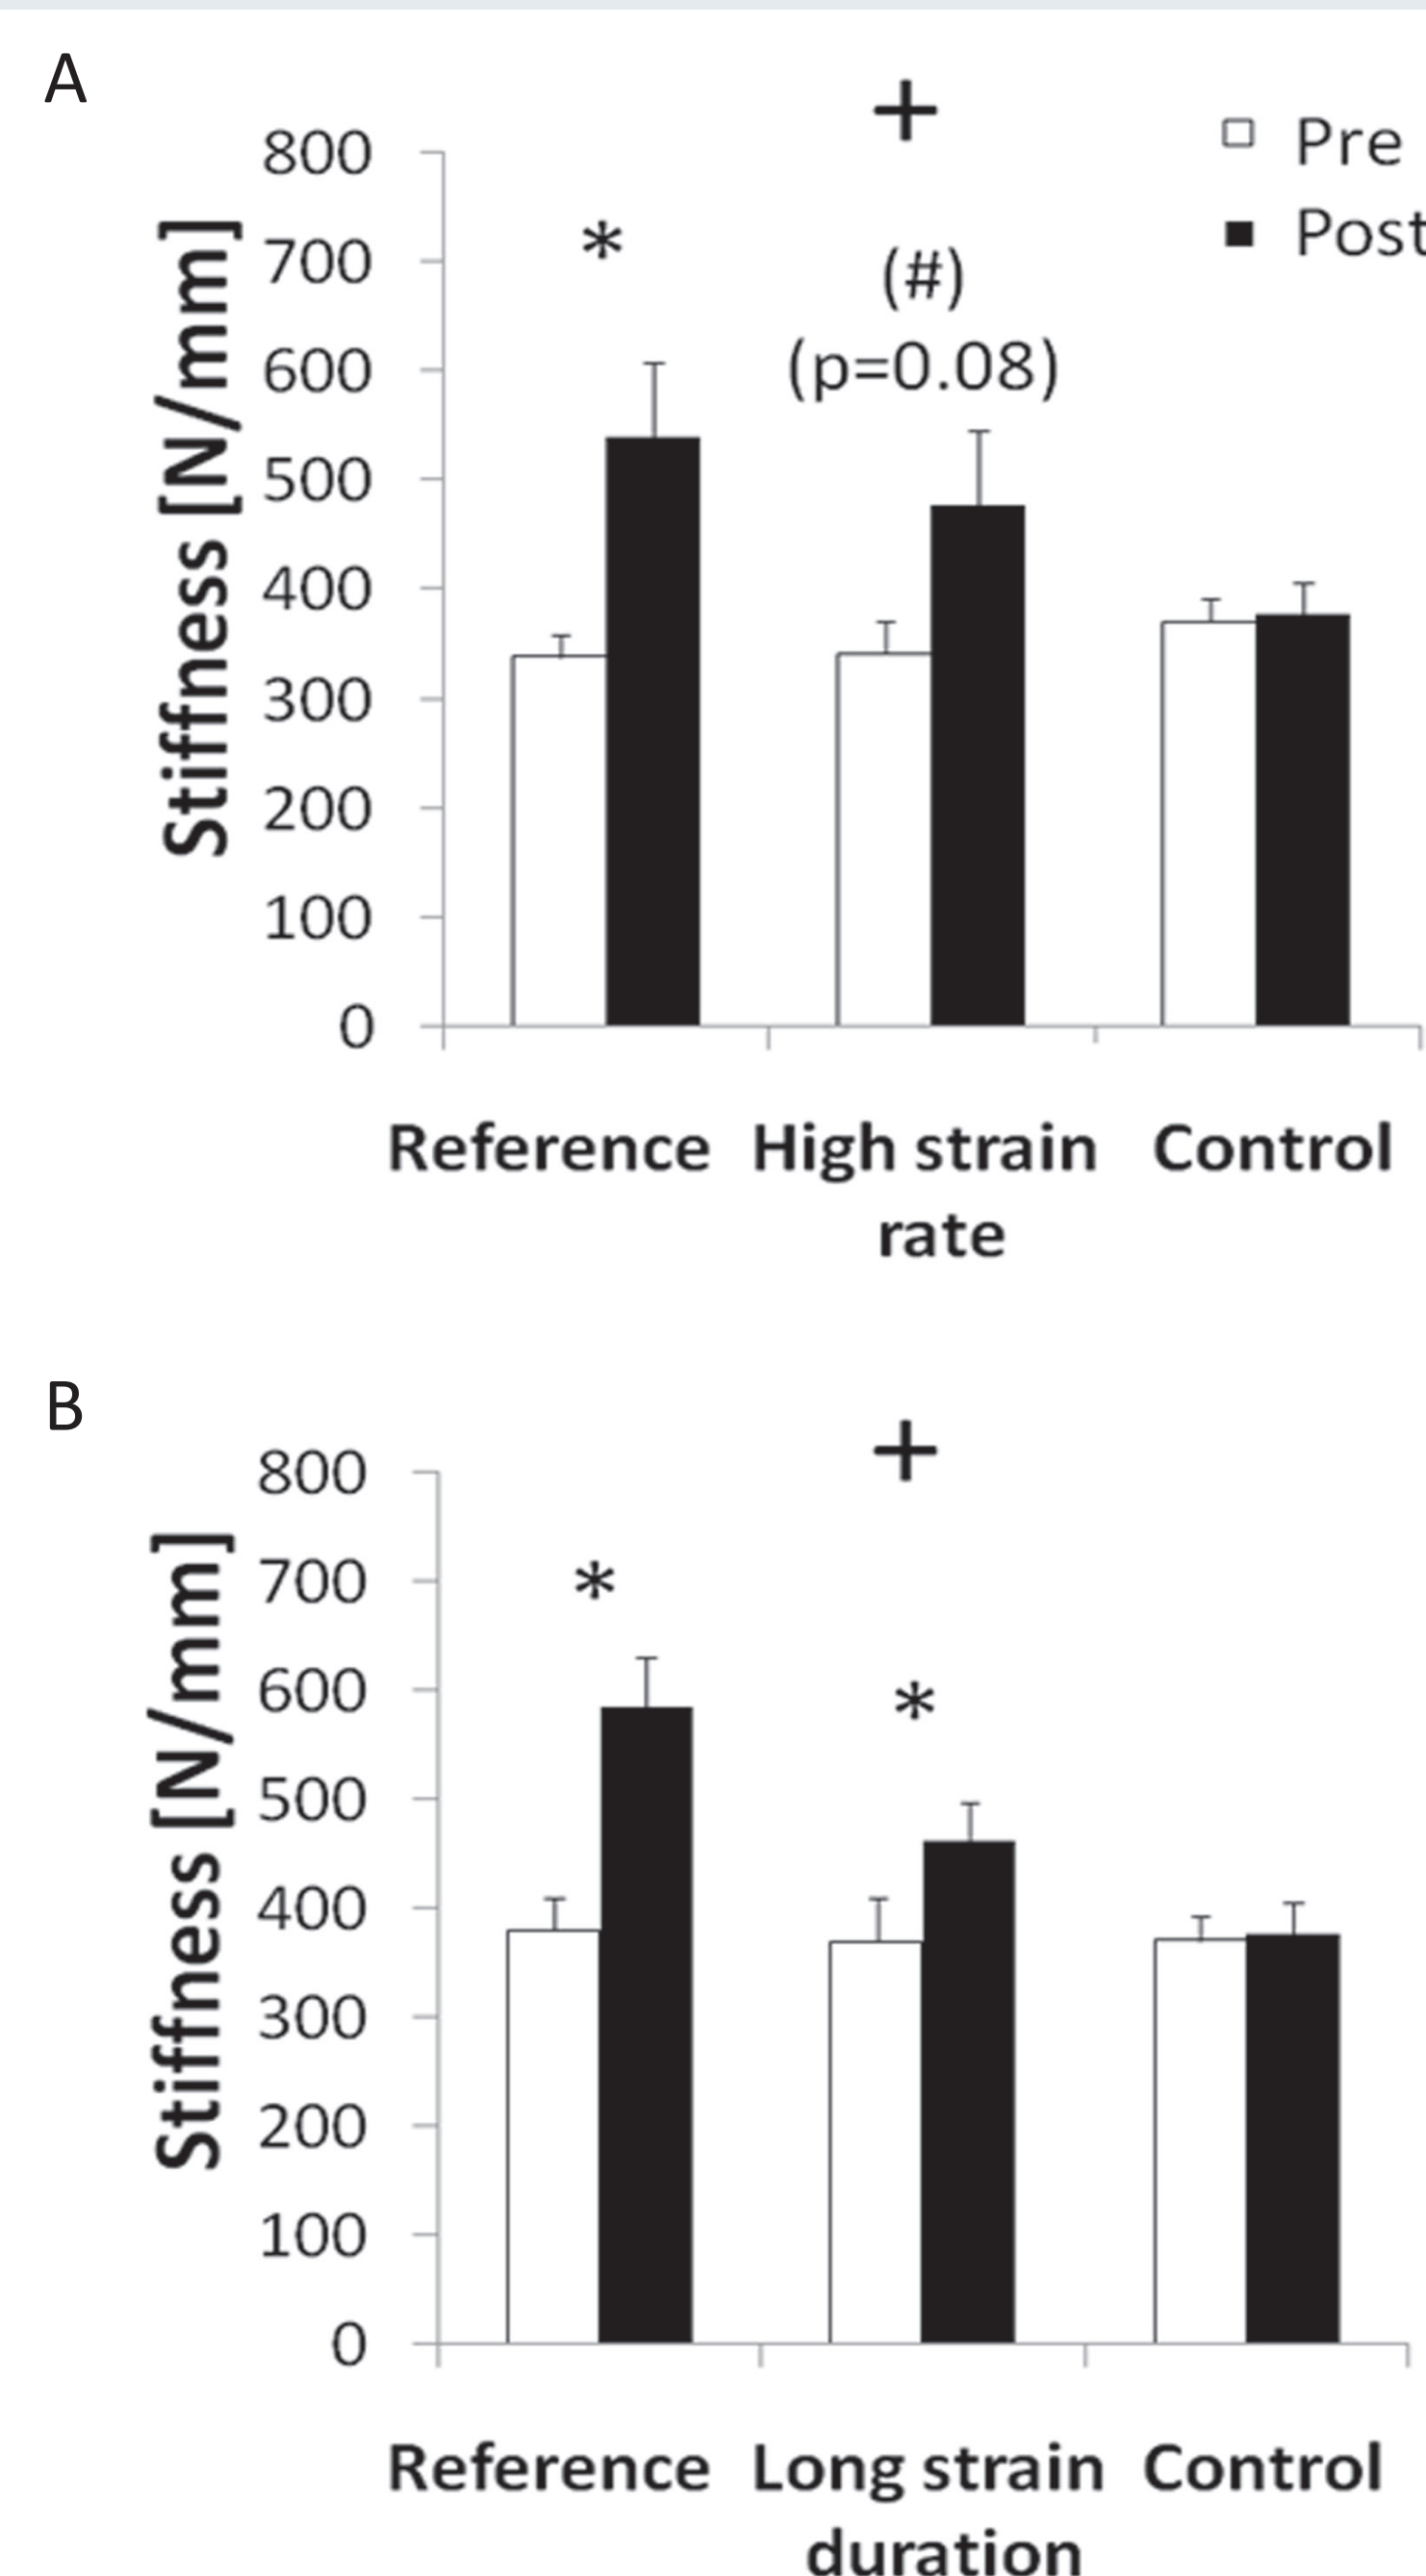 A
+
Pre
Post
*
(#)
(p=0.08)
800
700
600
500
400
300
200
100
0
Stiffness [N/mm]
Reference High strain Control
rate
B
+
*
*
800
700
600
500
400
300
200
100
0
Stiffness [N/mm]
Reference Long strain Control
duration